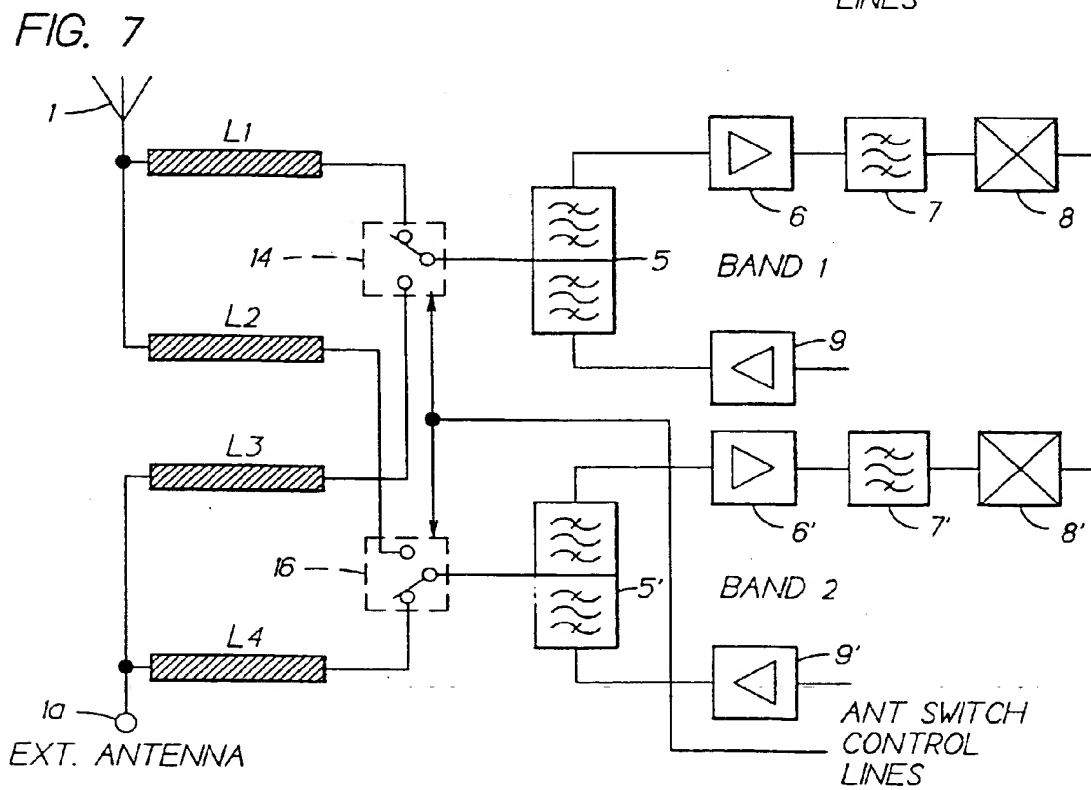 LINES
FIG. 7
1
L1
6
7
8
14
5
BAND 1
L2
9
L3
6'
7'
8'
16
5'
BAND 2
L4
9'
1a
EXT. ANTENNA
ANT SWITCH
CONTROL
LINES